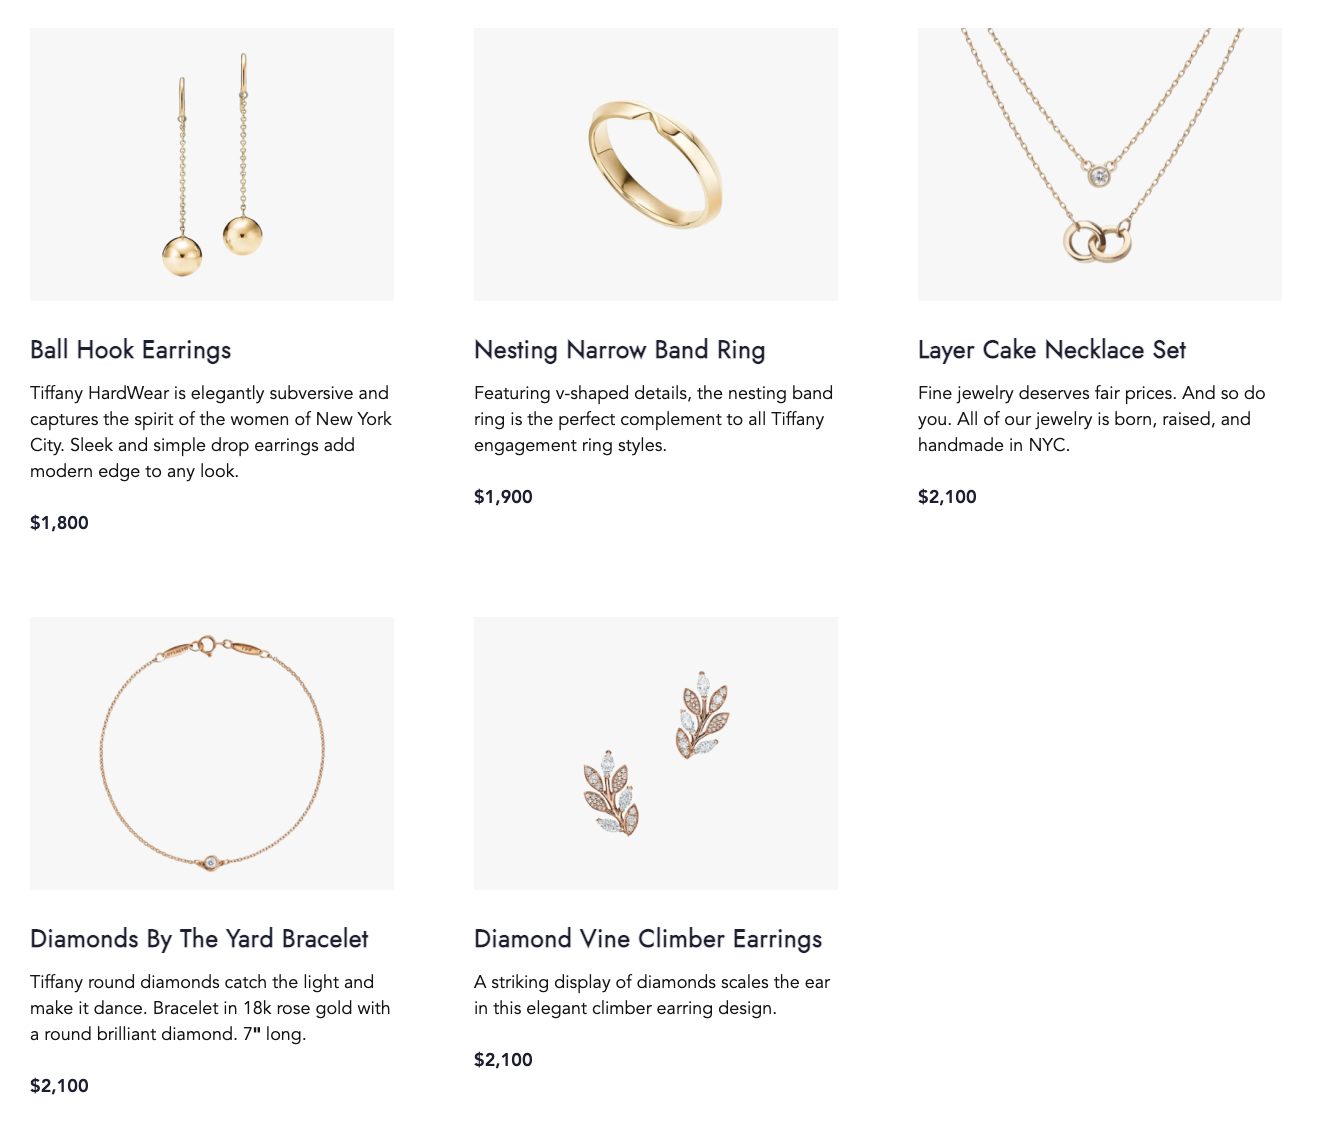 Ball Hook Earrings
Tiffany HardWear is elegantly subversive and
captures the spirit of the women of New York
City. Sleek and simple drop earrings add
modern edge to any look.
$1,800
Nesting Narrow Band Ring
Featuring v-shaped details, the nesting band
ring is the perfect complement to all Tiffany
engagement ring styles.
$1,900
Layer Cake Necklace Set
Fine jewelry deserves fair prices. And so do
you. All of our jewelry is born, raised, and
handmade in NYC.
$2,100
Diamonds By The Yard Bracelet
Tiffany round diamonds catch the light and
make it dance. Bracelet in 18k rose gold with
a round brilliant diamond. 7" long.
$2,100
Diamond Vine Climber Earrings
A striking display of diamonds scales the ear
in this elegant climber earring design.
$2,100